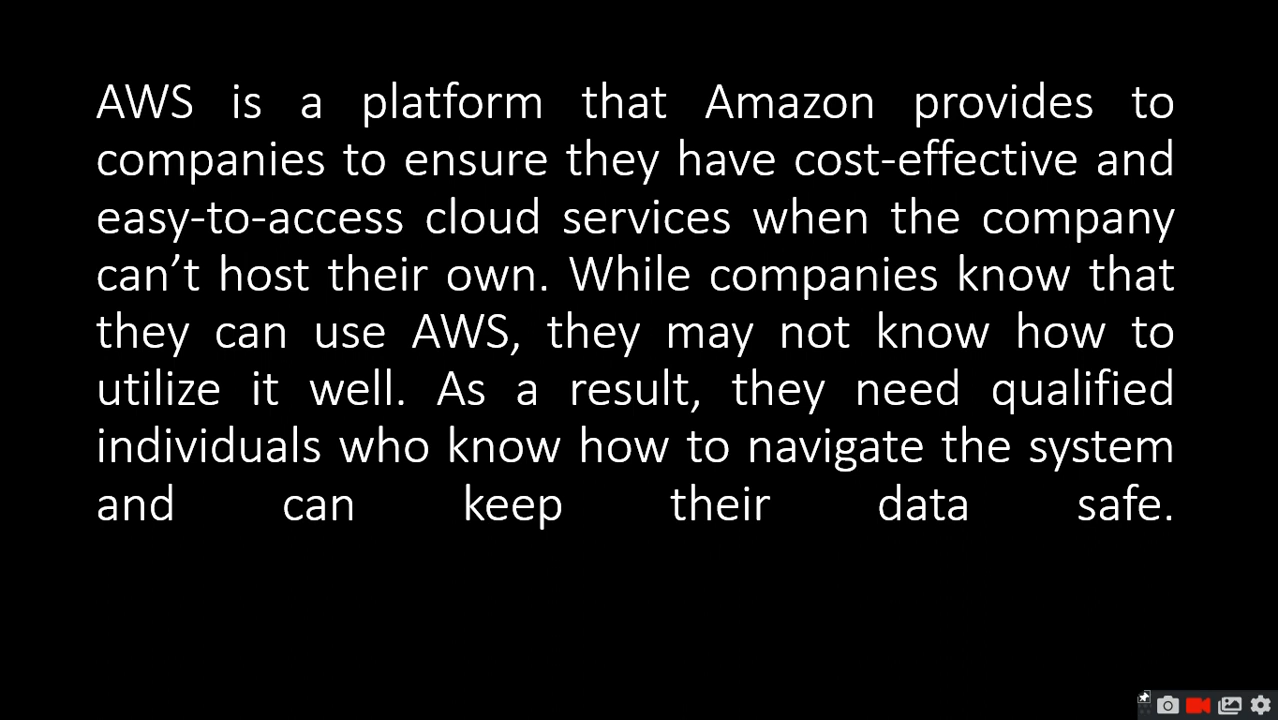 AWS is a platform that Amazon provides to
companies to ensure they have cost-effective and
easy-to-access cloud services when the company
can’t host their own. While companies know that
they can use AWS, they may not know how to
utilize it well. As a result, they need qualified
individuals who know how to navigate the system
and can keep their data safe.